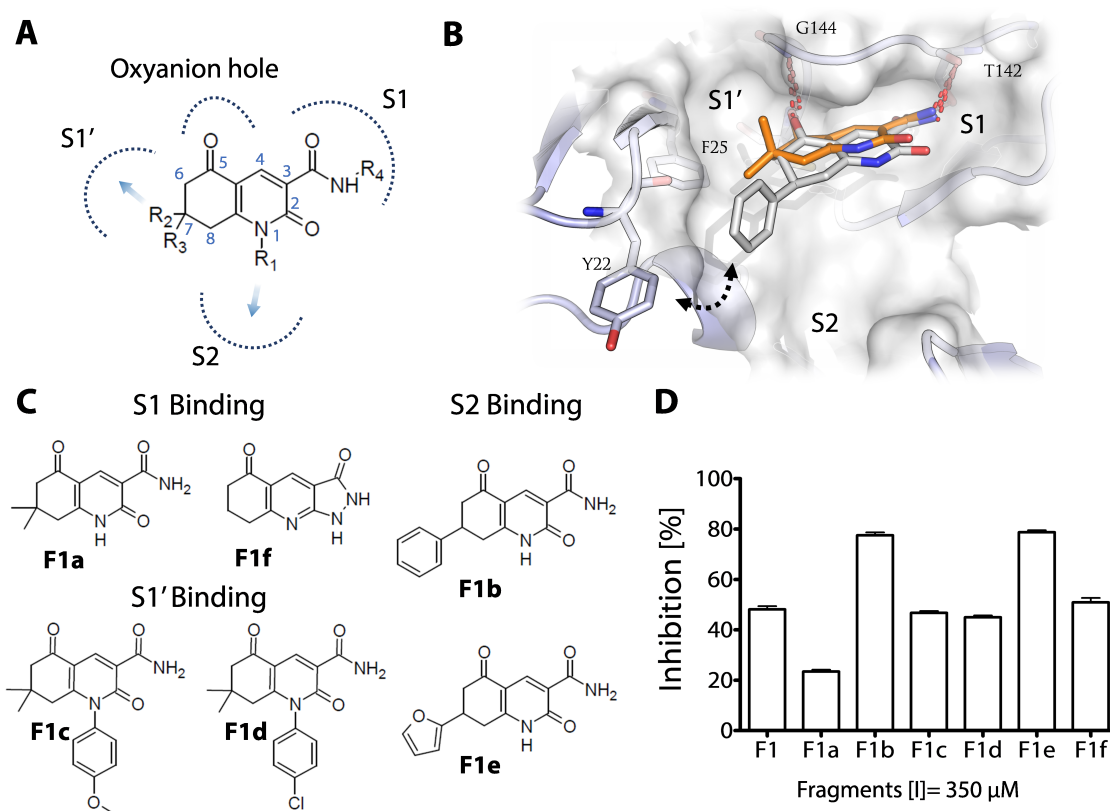 A
Oxyanion hole
S1
S1′
O
O
5
4
6
3
NH
R4
R2
7
2
R3
8
N
1
O
R1
S2
B
G144
T142
S1′
S1
F25
Y22
S2
C
S1 Binding
S2 Binding
O
O
NH2
N
H
O
F1a
O
O
NH
N
N
H
F1f
O
O
NH2
N
H
O
F1b
S1′ Binding
O
O
NH2
N
O
F1c
O
O
O
NH2
N
O
F1d
Cl
O
O
NH2
O
N
H
O
F1e
D
Inhibition [%]
100
80
60
40
20
0
F1 F1a F1b F1c F1d F1e F1f
Fragments [I]= 350 µM